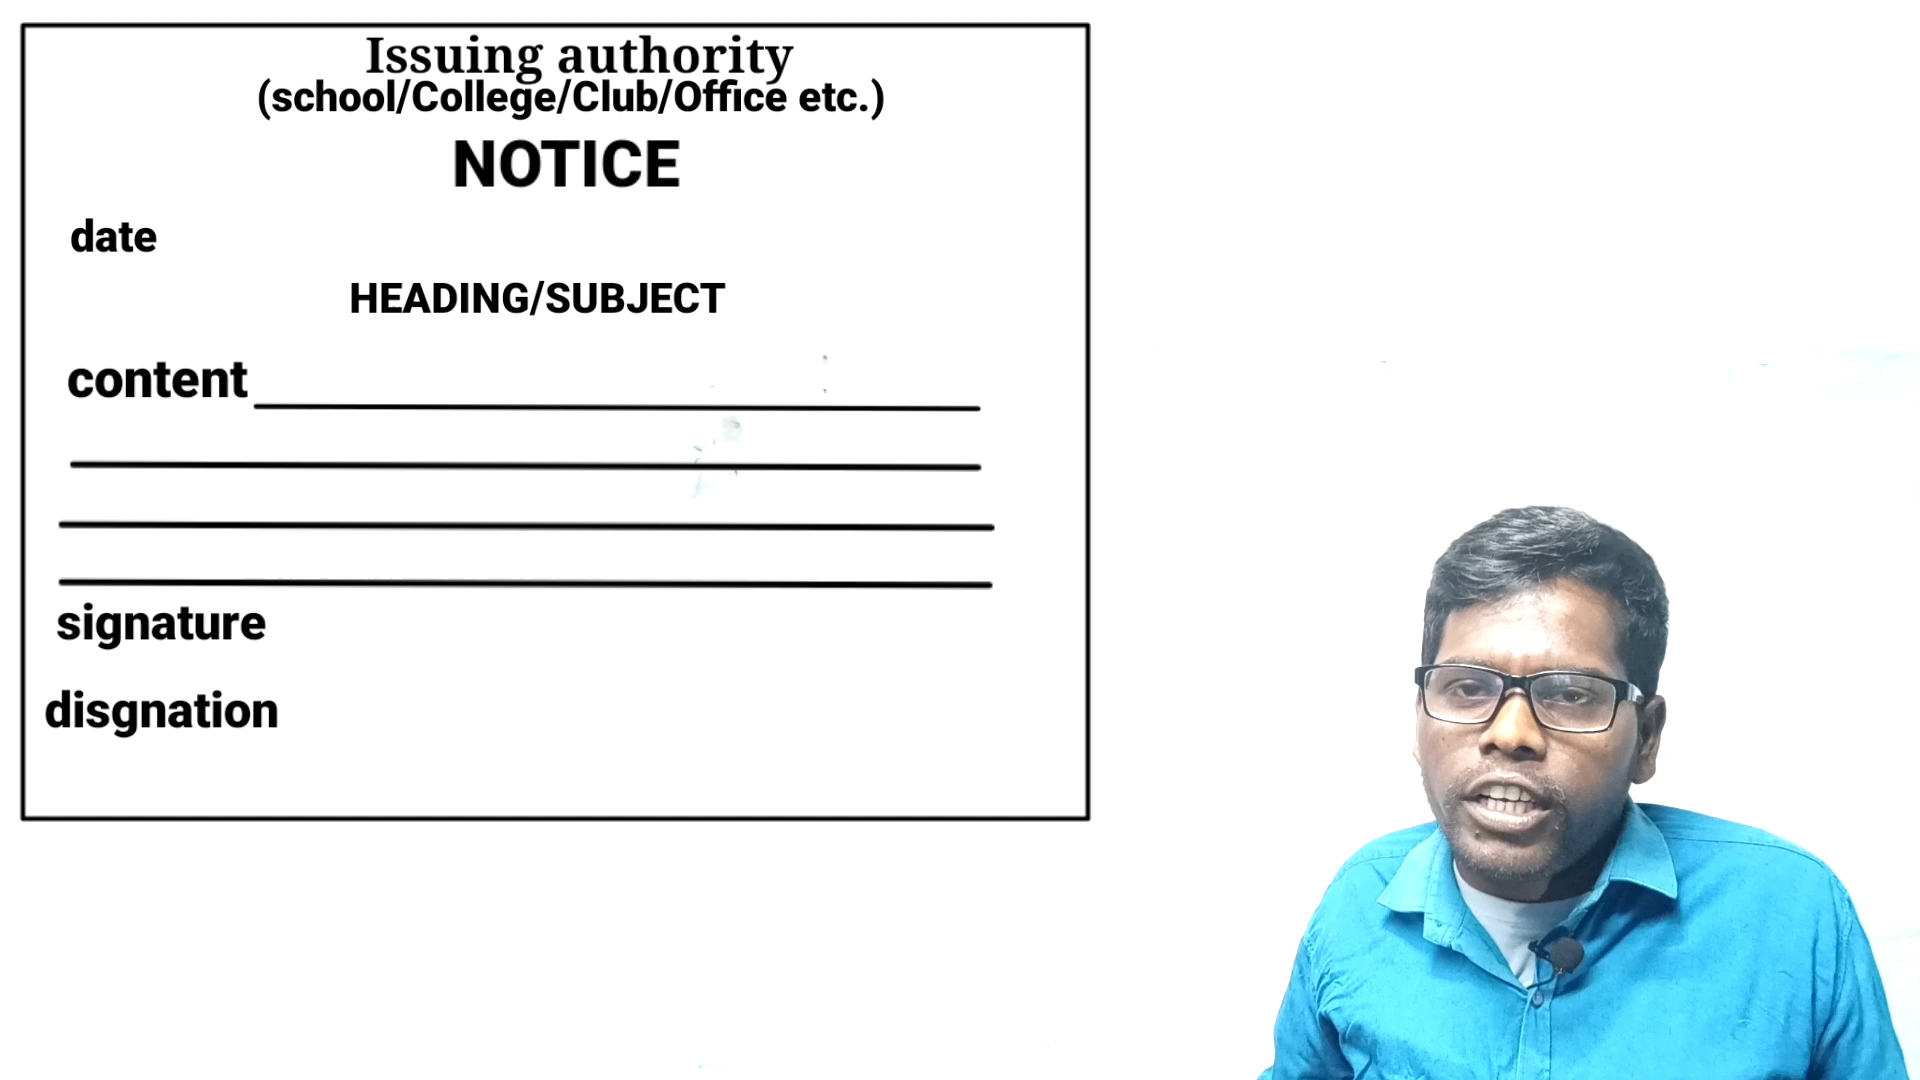 Issuing authority
(school/College/Club/Office etc.)
NOTICE
date
HEADING/SUBJECT
content
signature
disgnation